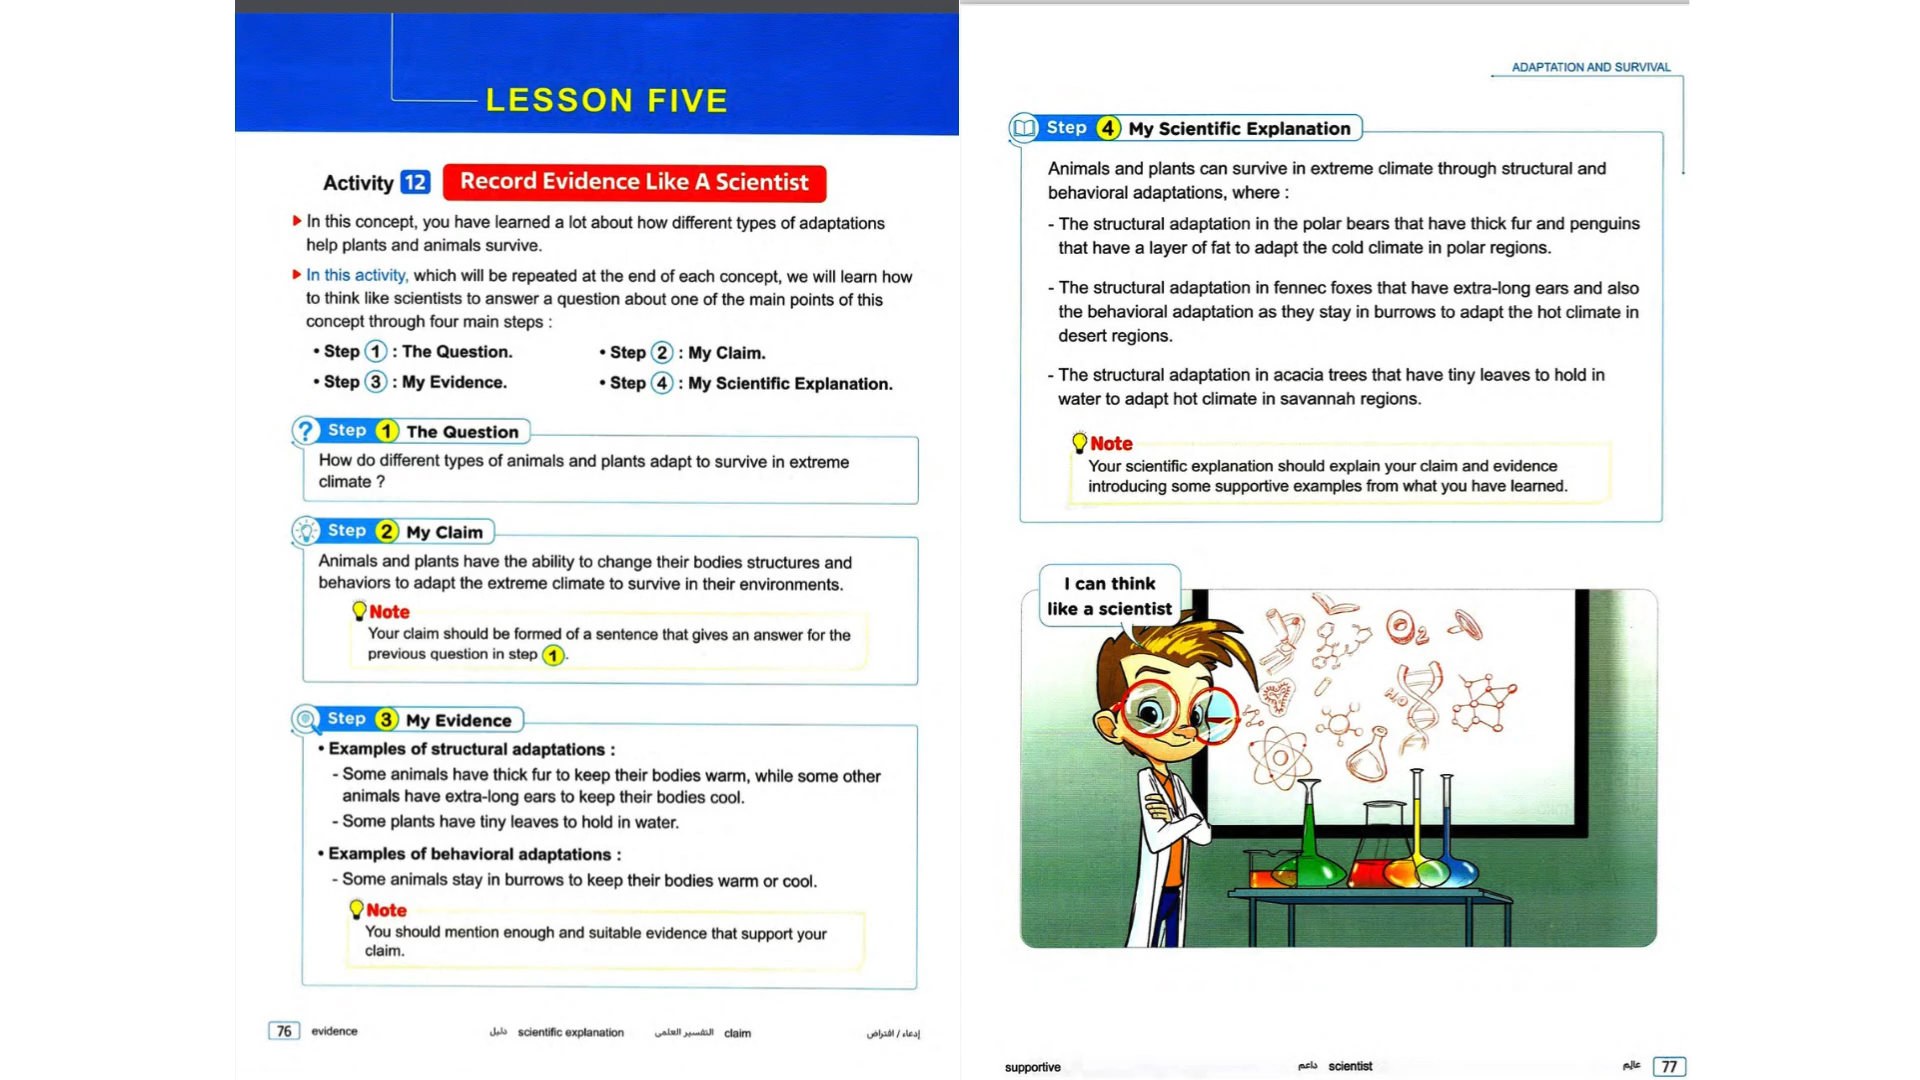 LESSON FIVE
Activity 12 Record Evidence Like A Scientist
In this concept, you have learned a lot about how different types of adaptations
help plants and animals survive.
In this activity, which will be repeated at the end of each concept, we will learn how
to think like scientists to answer a question about one of the main points of this
concept through four main steps :
• Step 1 : The Question.
• Step 2 : My Claim.
• Step 3 : My Evidence.
• Step 4 : My Scientific Explanation.
? Step 1 The Question
How do different types of animals and plants adapt to survive in extreme
climate ?
Step 2 My Claim
Animals and plants have the ability to change their bodies structures and
behaviors to adapt the extreme climate to survive in their environments.
Note
Your claim should be formed of a sentence that gives an answer for the
previous question in step 1.
Step 3 My Evidence
• Examples of structural adaptations :
- Some animals have thick fur to keep their bodies warm, while some other
animals have extra-long ears to keep their bodies cool.
- Some plants have tiny leaves to hold in water.
• Examples of behavioral adaptations :
- Some animals stay in burrows to keep their bodies warm or cool.
Note
You should mention enough and suitable evidence that support your
claim.
76 evidence دليل scientific explanation التفسير العلمى claim إدعاء / افتراض
ADAPTATION AND SURVIVAL
Step 4 My Scientific Explanation
Animals and plants can survive in extreme climate through structural and
behavioral adaptations, where :
- The structural adaptation in the polar bears that have thick fur and penguins
that have a layer of fat to adapt the cold climate in polar regions.
- The structural adaptation in fennec foxes that have extra-long ears and also
the behavioral adaptation as they stay in burrows to adapt the hot climate in
desert regions.
- The structural adaptation in acacia trees that have tiny leaves to hold in
water to adapt hot climate in savannah regions.
Note
Your scientific explanation should explain your claim and evidence
introducing some supportive examples from what you have learned.
I can think
like a scientist
O2
H2O
supportive داعم scientist عالِم 77